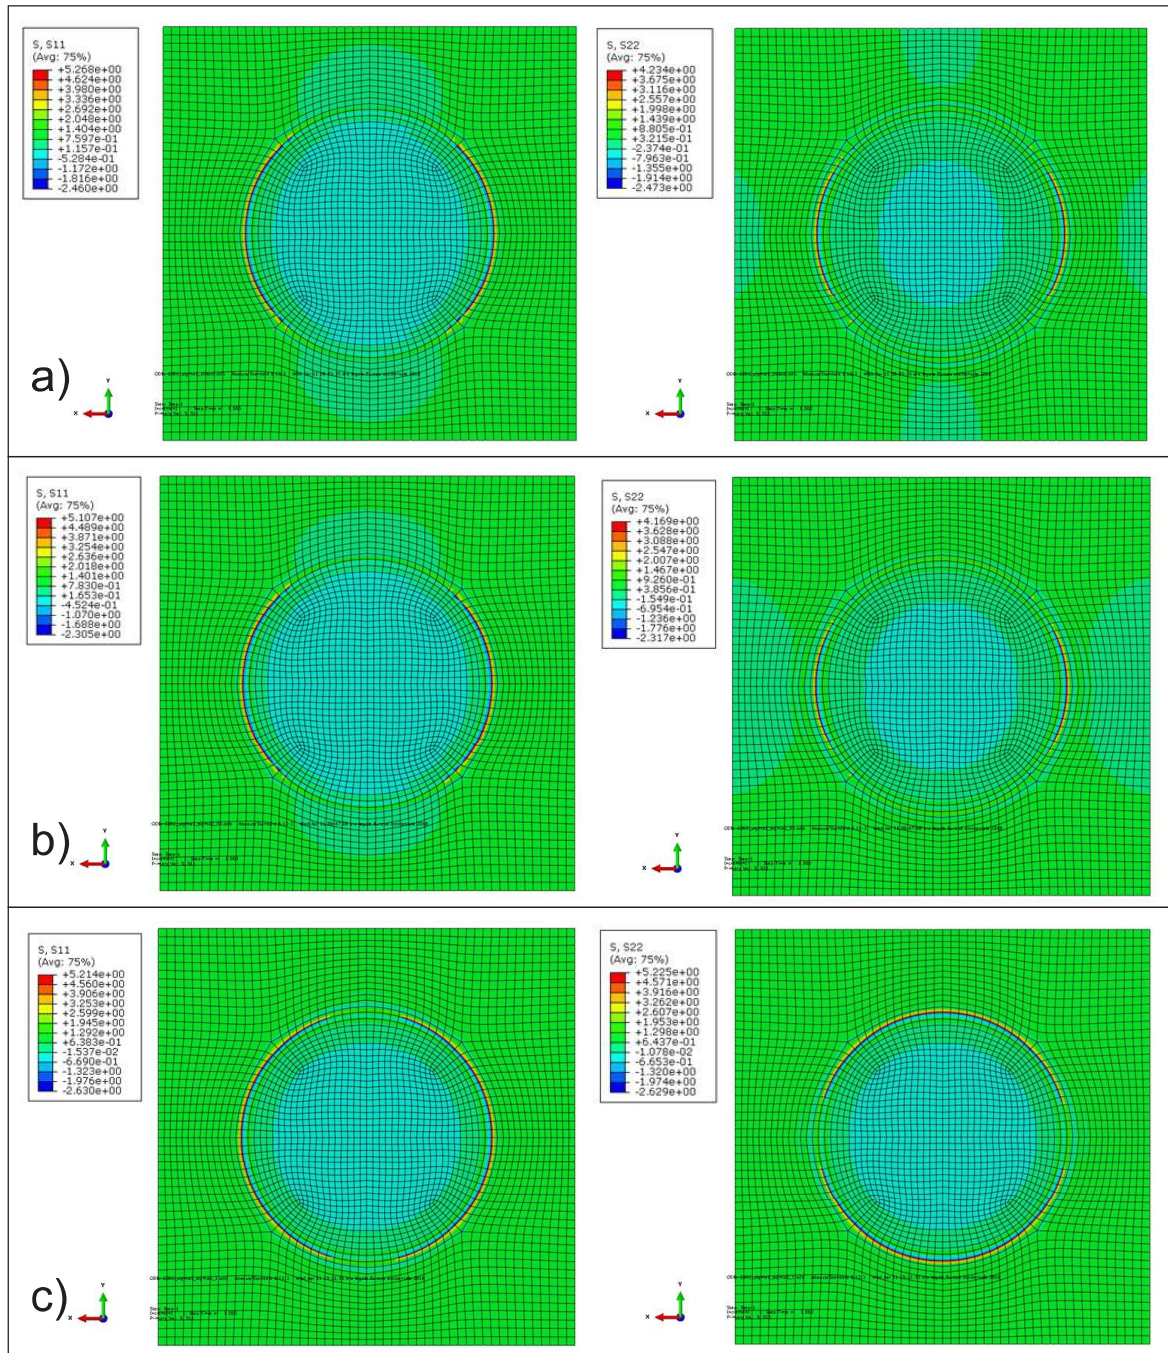 S, S11
(Avg: 75%)
+5.268e+00
+4.624e+00
+3.980e+00
+3.336e+00
+2.692e+00
+2.048e+00
+1.404e+00
+7.597e-01
+1.157e-01
-5.284e-01
-1.172e+00
-1.816e+00
-2.460e+00
S, S22
(Avg: 75%)
+4.234e+00
+3.675e+00
+3.116e+00
+2.557e+00
+1.998e+00
+1.439e+00
+8.805e-01
+3.215e-01
-2.374e-01
-7.963e-01
-1.355e+00
-1.914e+00
-2.473e+00
a)
Y
X
Y
X
S, S11
(Avg: 75%)
+5.107e+00
+4.489e+00
+3.871e+00
+3.254e+00
+2.636e+00
+2.018e+00
+1.401e+00
+7.830e-01
+1.653e-01
-4.524e-01
-1.070e+00
-1.688e+00
-2.305e+00
S, S22
(Avg: 75%)
+4.169e+00
+3.628e+00
+3.088e+00
+2.547e+00
+2.007e+00
+1.467e+00
+9.260e-01
+3.856e-01
-1.549e-01
-6.954e-01
-1.236e+00
-1.776e+00
-2.317e+00
b)
Y
X
Y
X
S, S11
(Avg: 75%)
+5.214e+00
+4.560e+00
+3.906e+00
+3.253e+00
+2.599e+00
+1.945e+00
+1.292e+00
+6.383e-01
-1.537e-02
-6.690e-01
-1.323e+00
-1.976e+00
-2.630e+00
S, S22
(Avg: 75%)
+5.225e+00
+4.571e+00
+3.916e+00
+3.262e+00
+2.607e+00
+1.953e+00
+1.298e+00
+6.437e-01
-1.078e-02
-6.653e-01
-1.320e+00
-1.974e+00
-2.629e+00
c)
Y
X
Y
X